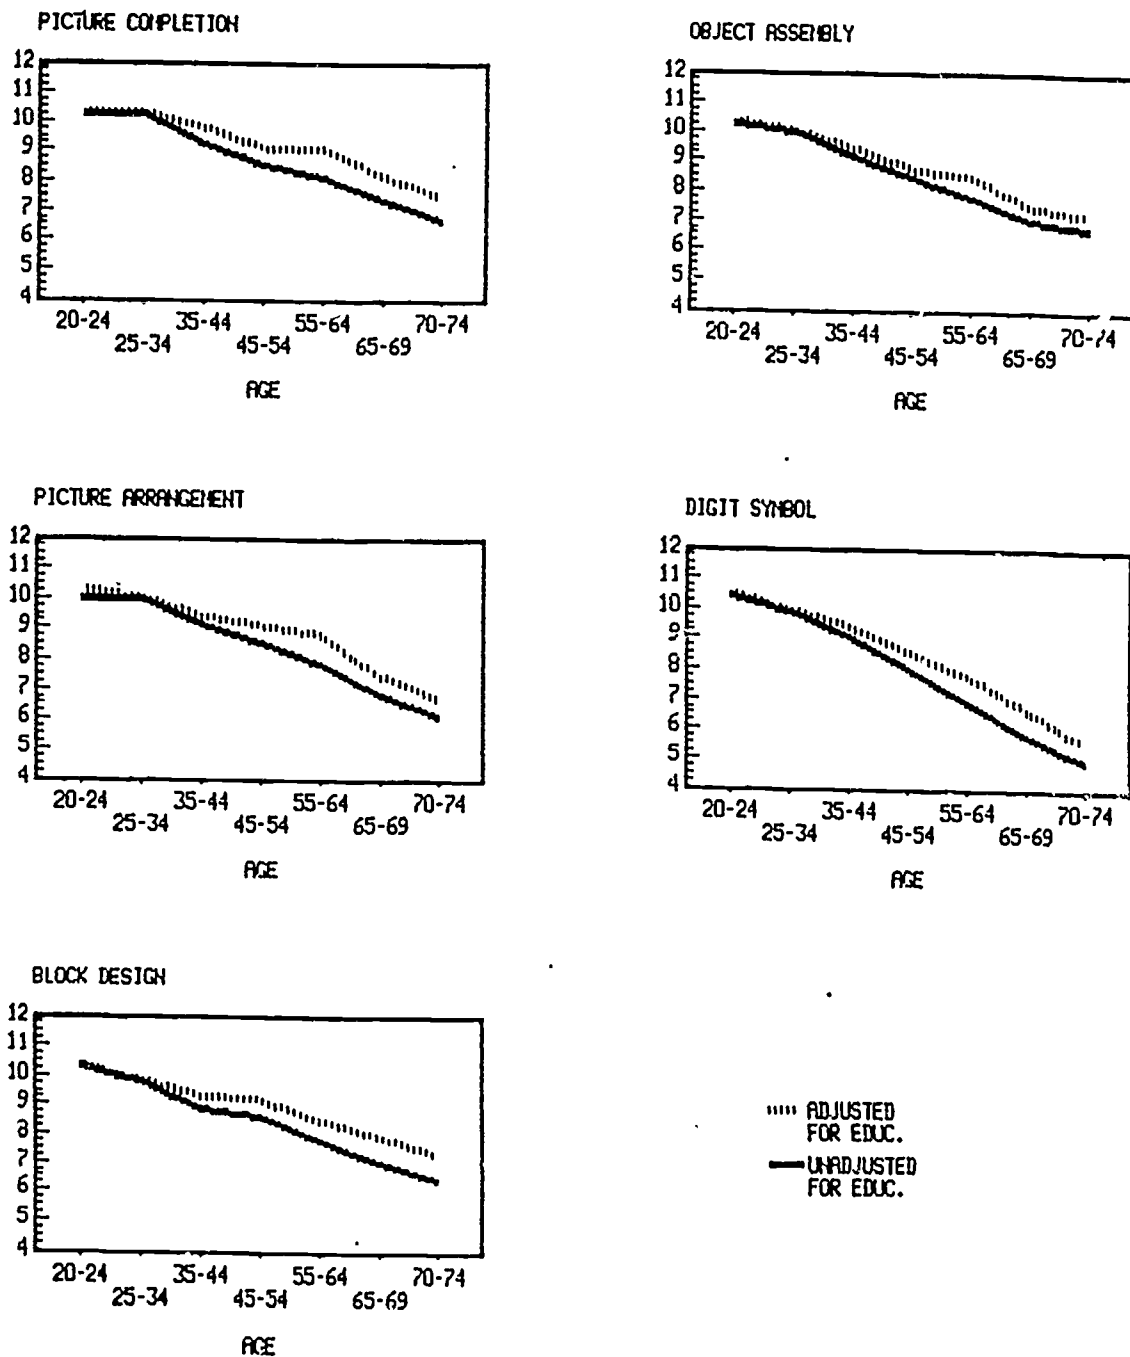 PICTURE COMPLETION
12
11
10
9
8
7
6
5
4
20-24 35-44 55-64 70-74
25-34 45-54 65-69
AGE
OBJECT ASSEMBLY
12
11
10
9
8
7
6
5
4
20-24 35-44 55-64 70-74
25-34 45-54 65-69
AGE
PICTURE ARRANGEMENT
12
11
10
9
8
7
6
5
4
20-24 35-44 55-64 70-74
25-34 45-54 65-69
AGE
DIGIT SYMBOL
12
11
10
9
8
7
6
5
4
20-24 35-44 55-64 70-74
25-34 45-54 65-69
AGE
BLOCK DESIGN
12
11
10
9
8
7
6
5
4
20-24 35-44 55-64 70-74
25-34 45-54 65-69
AGE
ADJUSTED
FOR EDUC.
UNADJUSTED
FOR EDUC.